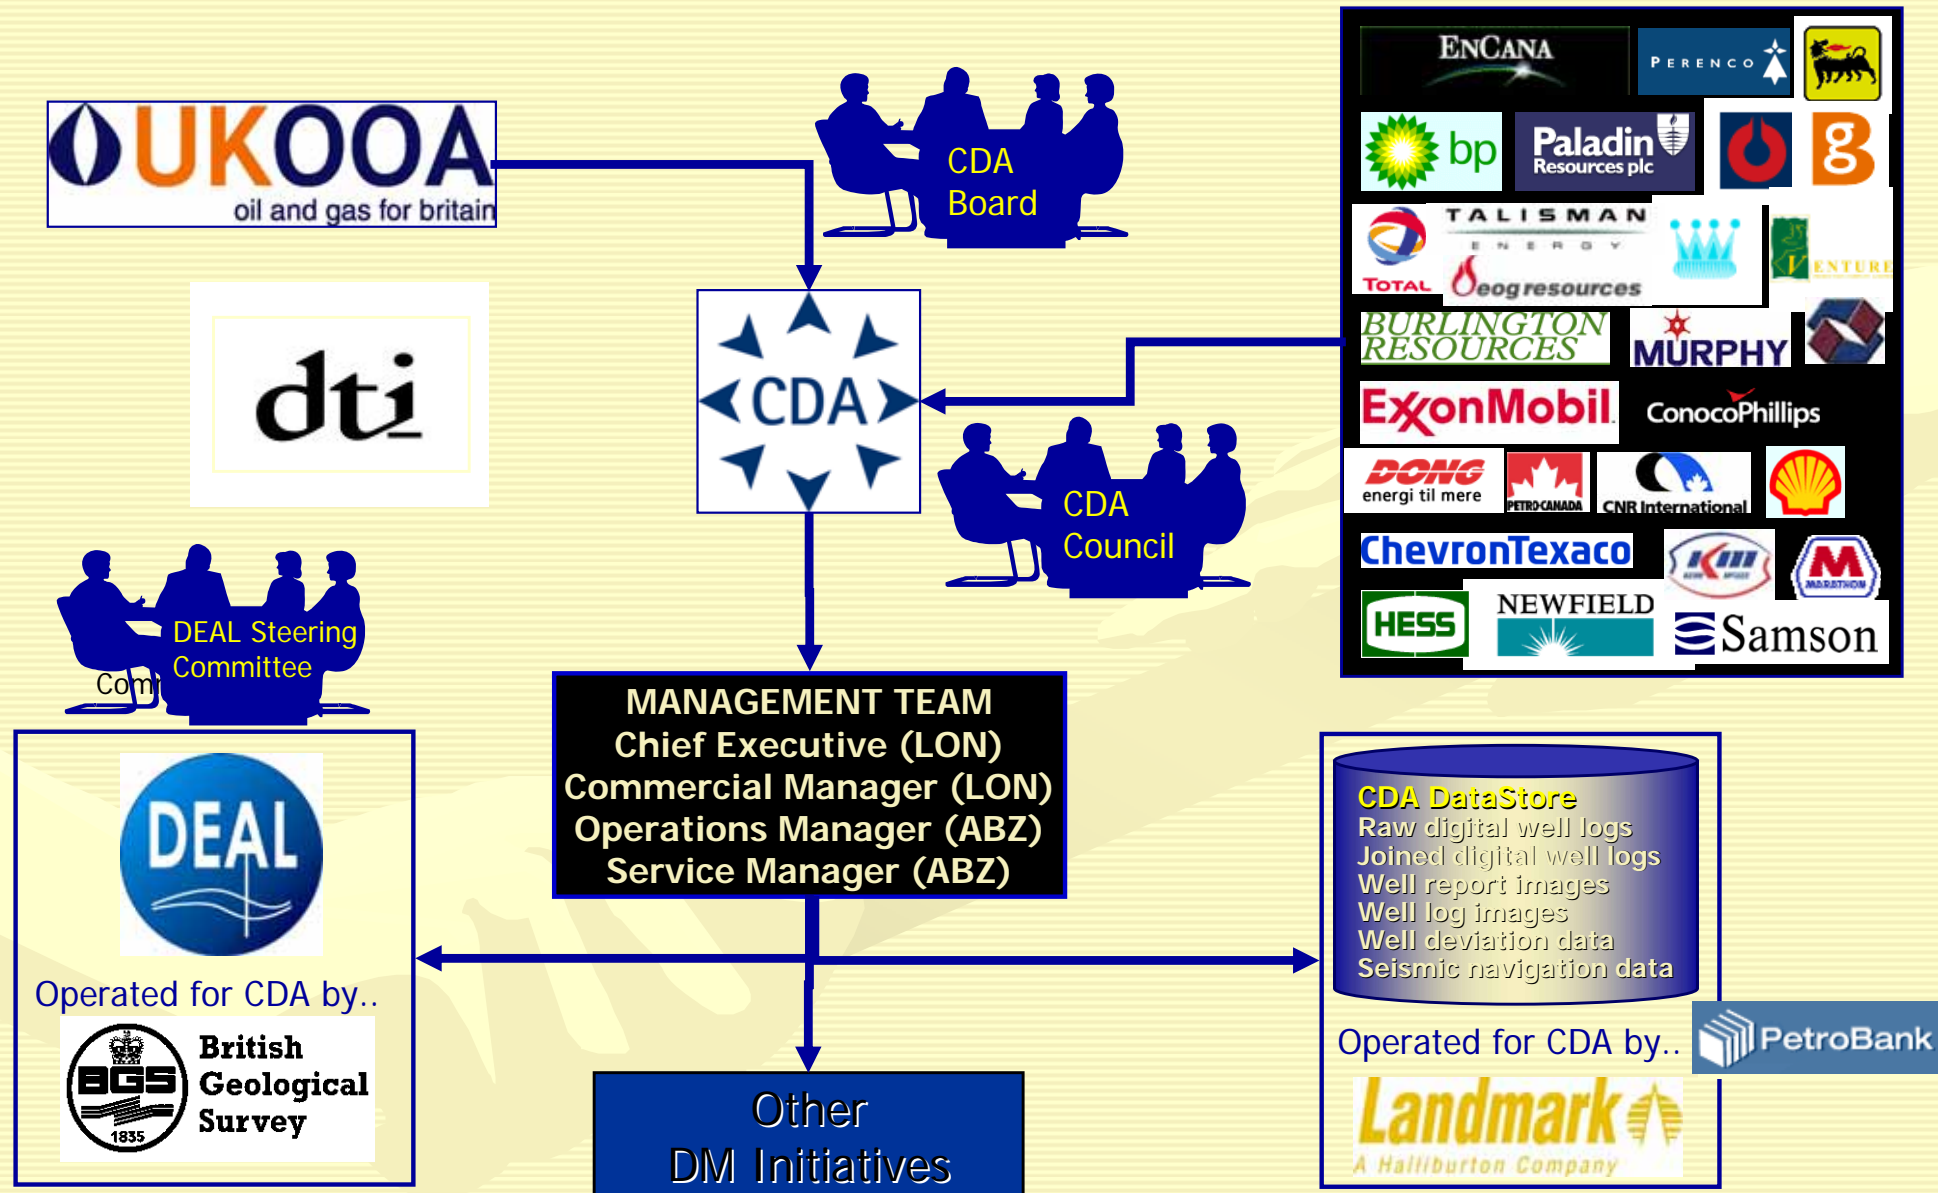 UKOOA
oil and gas for britain
CDA
Board
ENCANA
PERENCO
bp
Paladin
Resources plc
g
TOTAL
TALISMAN
ENERGY
eog resources
VENTURE
BURLINGTON
RESOURCES
MURPHY
ExxonMobil
ConocoPhillips
DONG
energi til mere
PETRO-CANADA
CNR International
ChevronTexaco
KM
MARATHON
HESS
NEWFIELD
Samson
dti
CDA
CDA
Council
DEAL Steering
Committee
Com
MANAGEMENT TEAM
Chief Executive (LON)
Commercial Manager (LON)
Operations Manager (ABZ)
Service Manager (ABZ)
DEAL
Operated for CDA by..
BGS
1835
British
Geological
Survey
Other
DM Initiatives
CDA DataStore
Raw digital well logs
Joined digital well logs
Well report images
Well log images
Well deviation data
Seismic navigation data
Operated for CDA by..
PetroBank
Landmark
A Halliburton Company